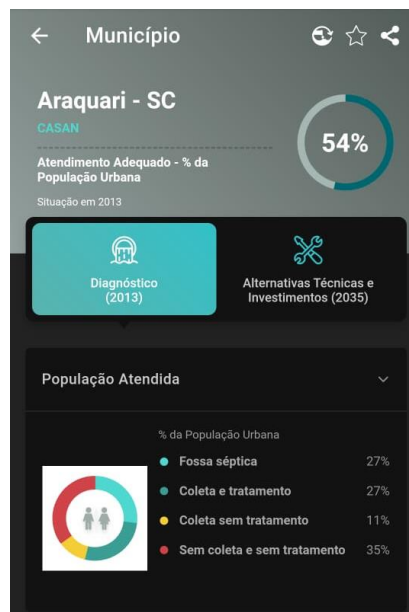 Município
Araquari - SC
CASAN
54%
Atendimento Adequado - % da
População Urbana
Situação em 2013
Diagnóstico
(2013)
Alternativas Técnicas e
Investimentos (2035)
População Atendida
% da População Urbana
Fossa séptica 27%
Coleta e tratamento 27%
Coleta sem tratamento 11%
Sem coleta e sem tratamento 35%